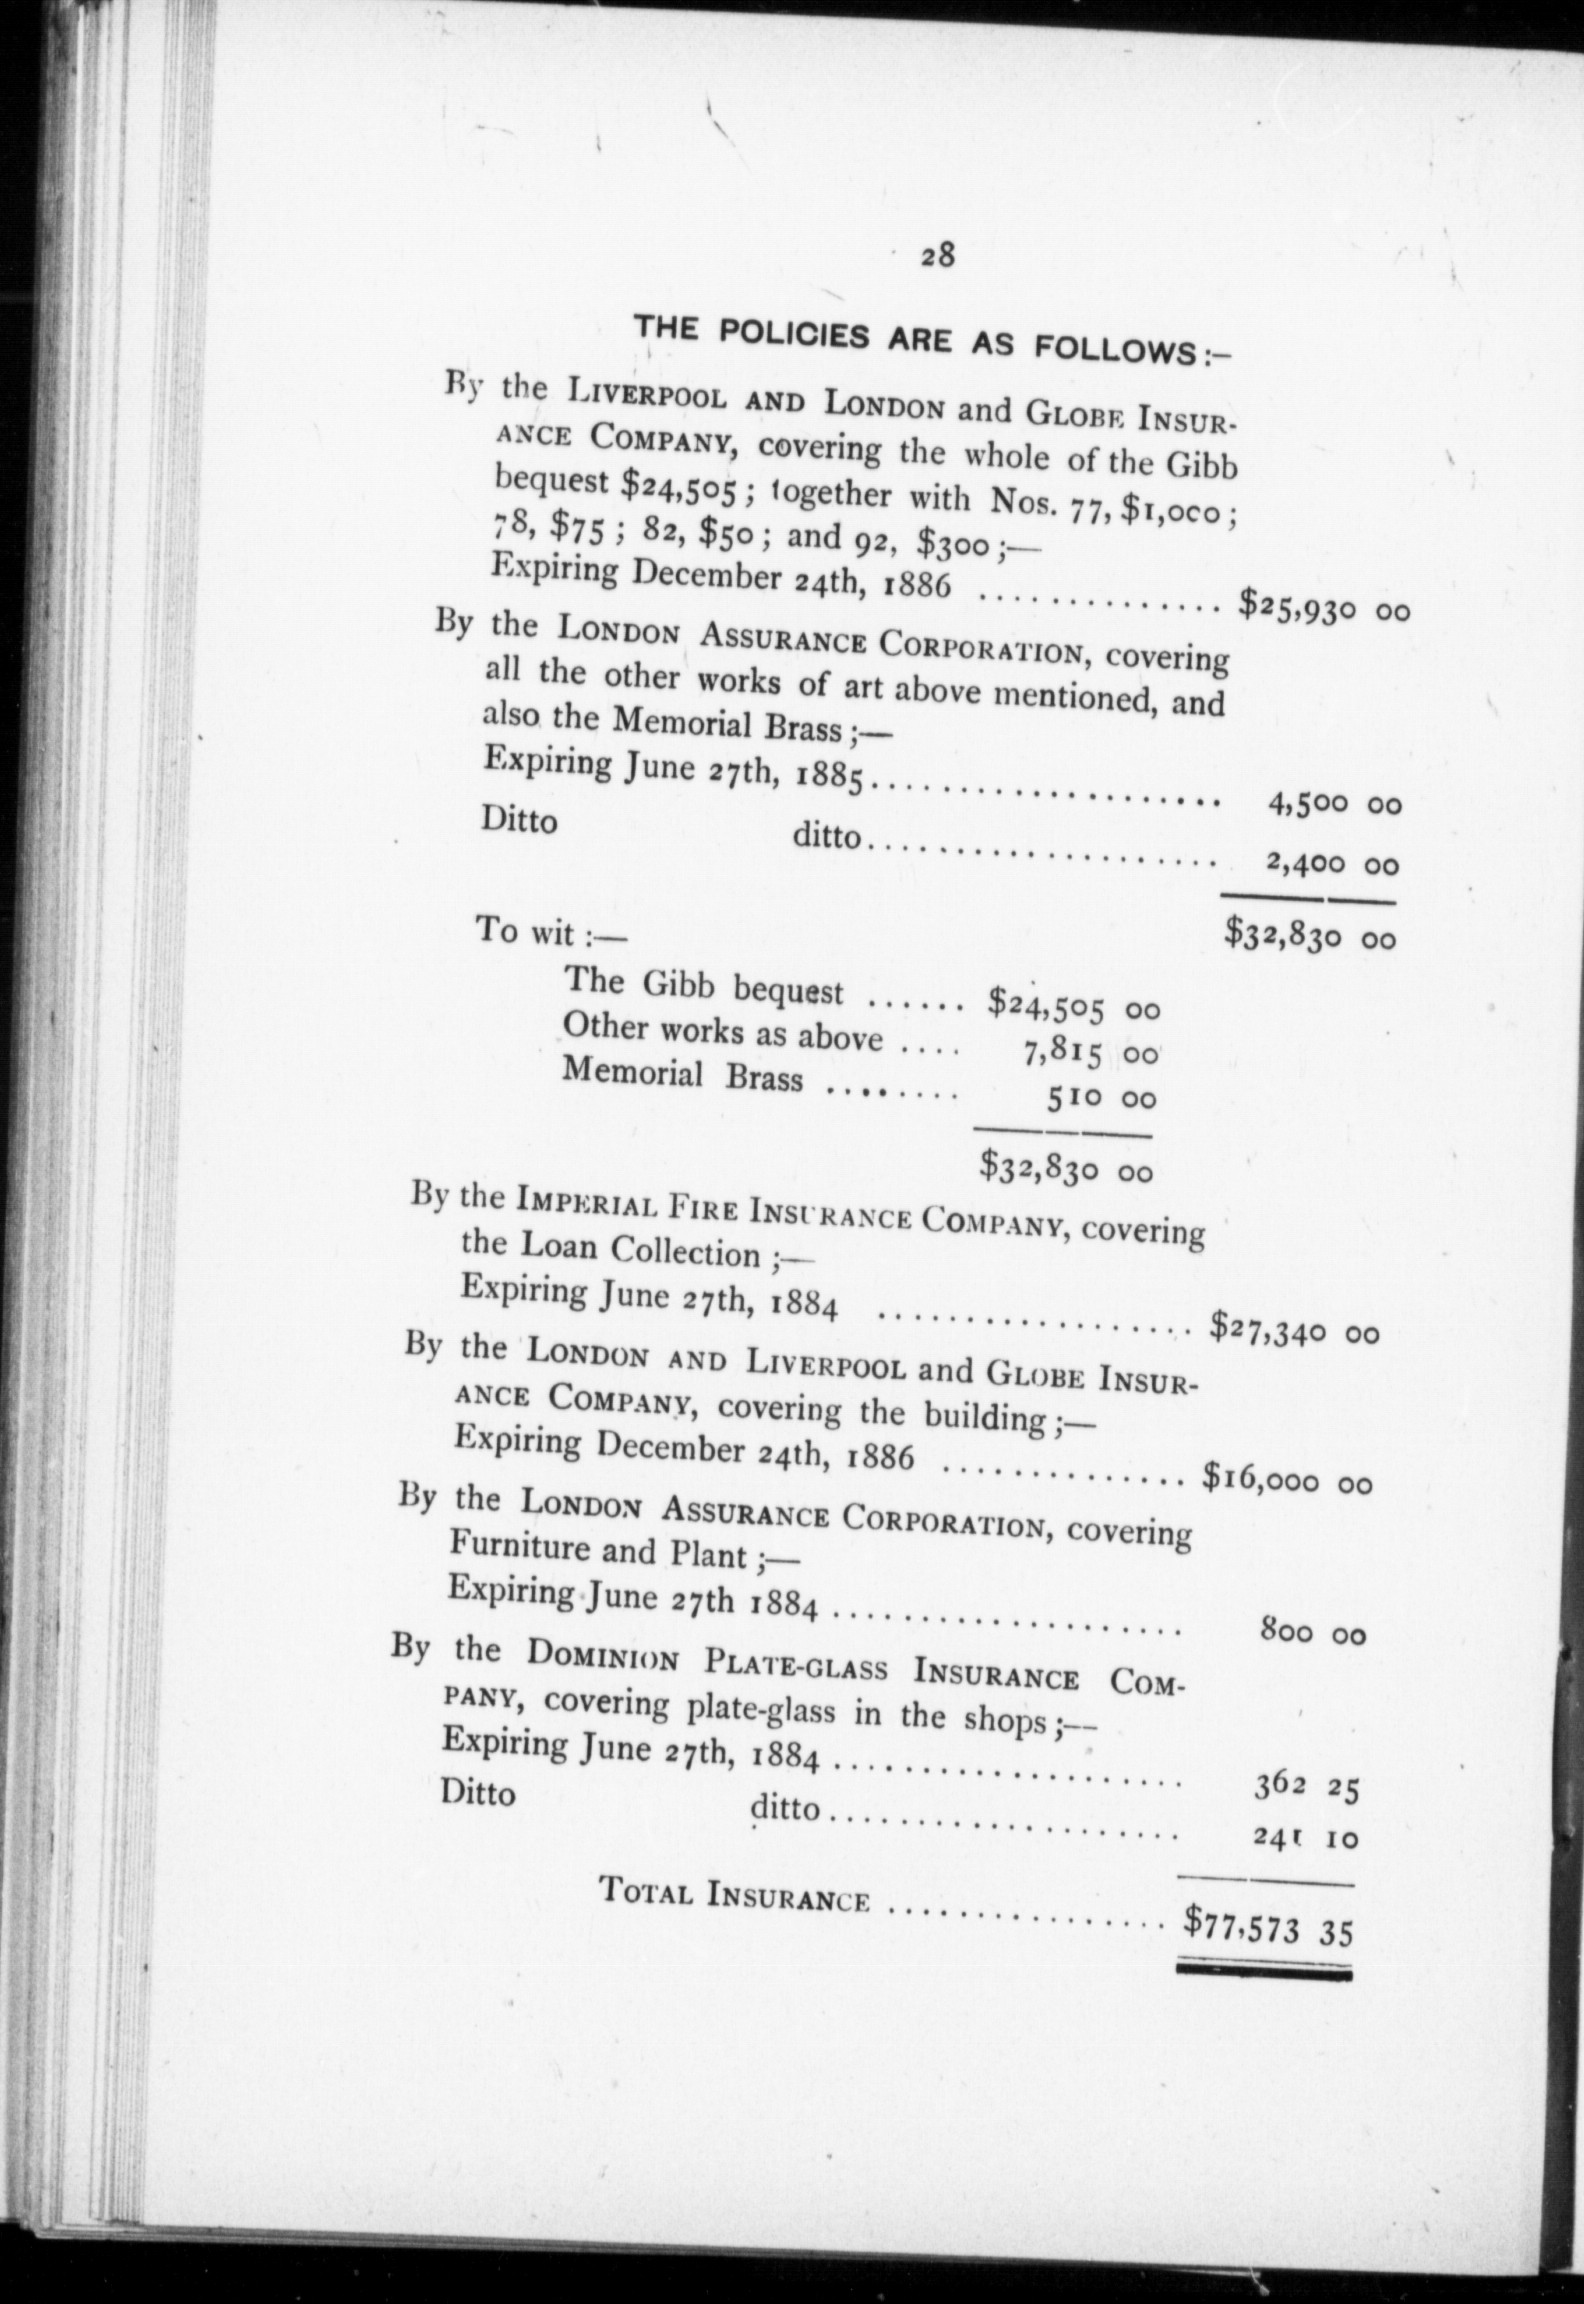 28
THE POLICIES ARE AS FOLLOWS :—
By the LIVERPOOL AND LONDON and GLOBE INSUR-
ANCE COMPANY, covering the whole of the Gibb
bequest $24,505 ; together with Nos. 77, $1,000 ;
78, $75 ; 82, $50 ; and 92, $300 ;—
Expiring December 24th, 1886 .............. $25,930 00
By the LONDON ASSURANCE CORPORATION, covering
all the other works of art above mentioned, and
also the Memorial Brass ;—
Expiring June 27th, 1885.................... 4,500 00
Ditto ditto.................... 2,400 00
$32,830 00
To wit :—
The Gibb bequest ...... $24,505 00
Other works as above .... 7,815 00
Memorial Brass ........ 510 00
$32,830 00
By the IMPERIAL FIRE INSURANCE COMPANY, covering
the Loan Collection ;—
Expiring June 27th, 1884 .................. $27,340 00
By the LONDON AND LIVERPOOL and GLOBE INSUR-
ANCE COMPANY, covering the building ;—
Expiring December 24th, 1886 .............. $16,000 00
By the LONDON ASSURANCE CORPORATION, covering
Furniture and Plant ;—
Expiring June 27th 1884 .................... 800 00
By the DOMINION PLATE-GLASS INSURANCE COM-
PANY, covering plate-glass in the shops ;—
Expiring June 27th, 1884 .................... 362 25
Ditto ditto.................... 241 10
TOTAL INSURANCE ................ $77,573 35